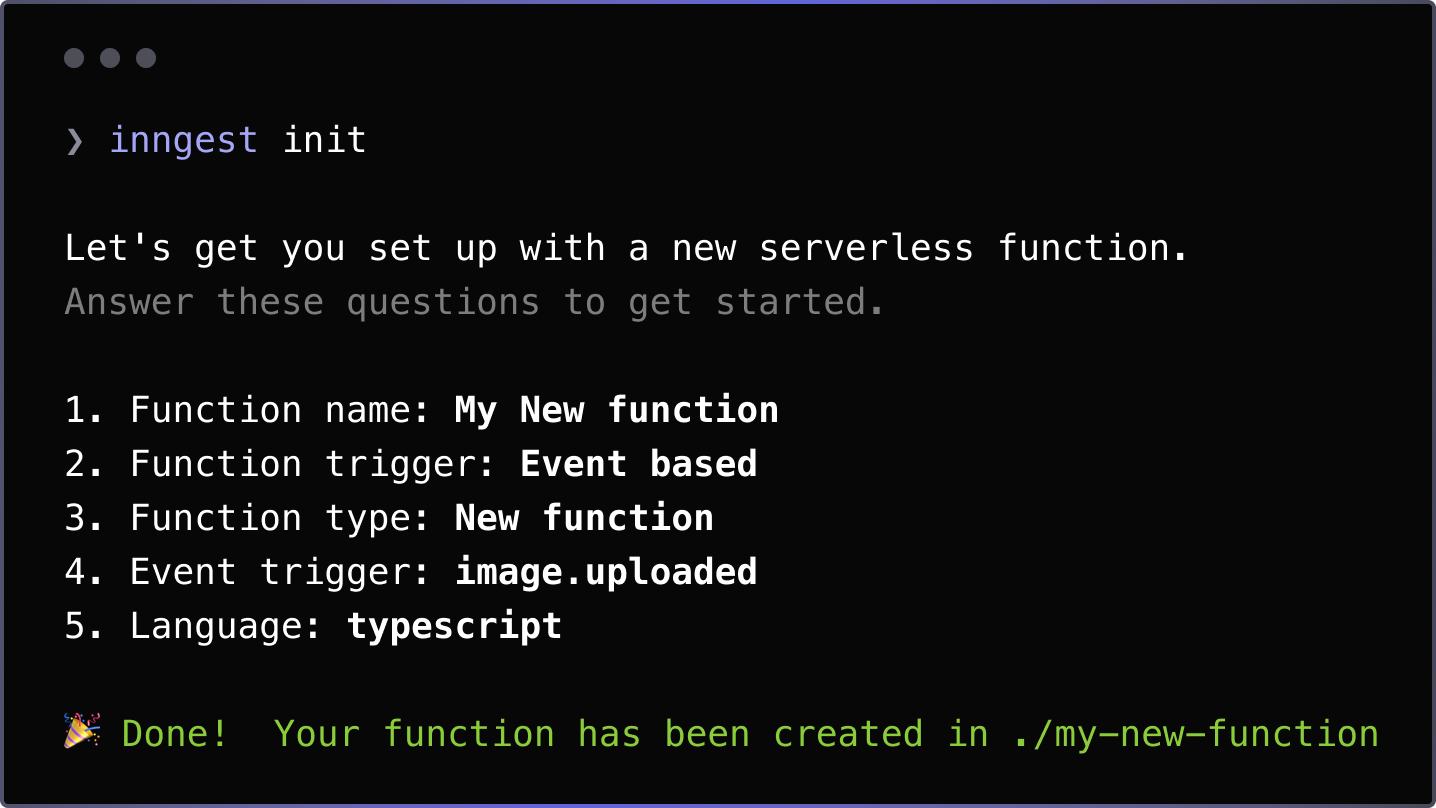 ❯ inngest init
Let's get you set up with a new serverless function.
Answer these questions to get started.
1. Function name: My New function
2. Function trigger: Event based
3. Function type: New function
4. Event trigger: image.uploaded
5. Language: typescript
🎉 Done!  Your function has been created in ./my-new-function